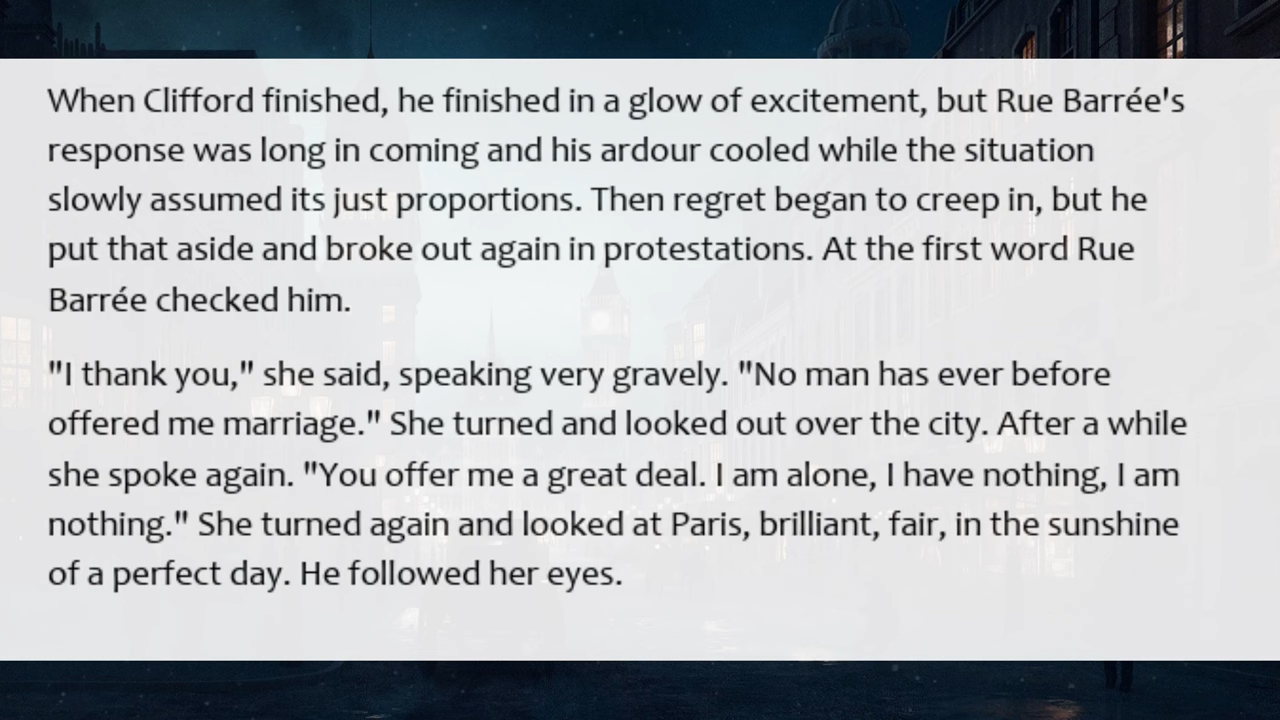 When Clifford finished, he finished in a glow of excitement, but Rue Barrée's
response was long in coming and his ardour cooled while the situation
slowly assumed its just proportions. Then regret began to creep in, but he
put that aside and broke out again in protestations. At the first word Rue
Barrée checked him.
"I thank you," she said, speaking very gravely. "No man has ever before
offered me marriage." She turned and looked out over the city. After a while
she spoke again. "You offer me a great deal. I am alone, I have nothing, I am
nothing." She turned again and looked at Paris, brilliant, fair, in the sunshine
of a perfect day. He followed her eyes.